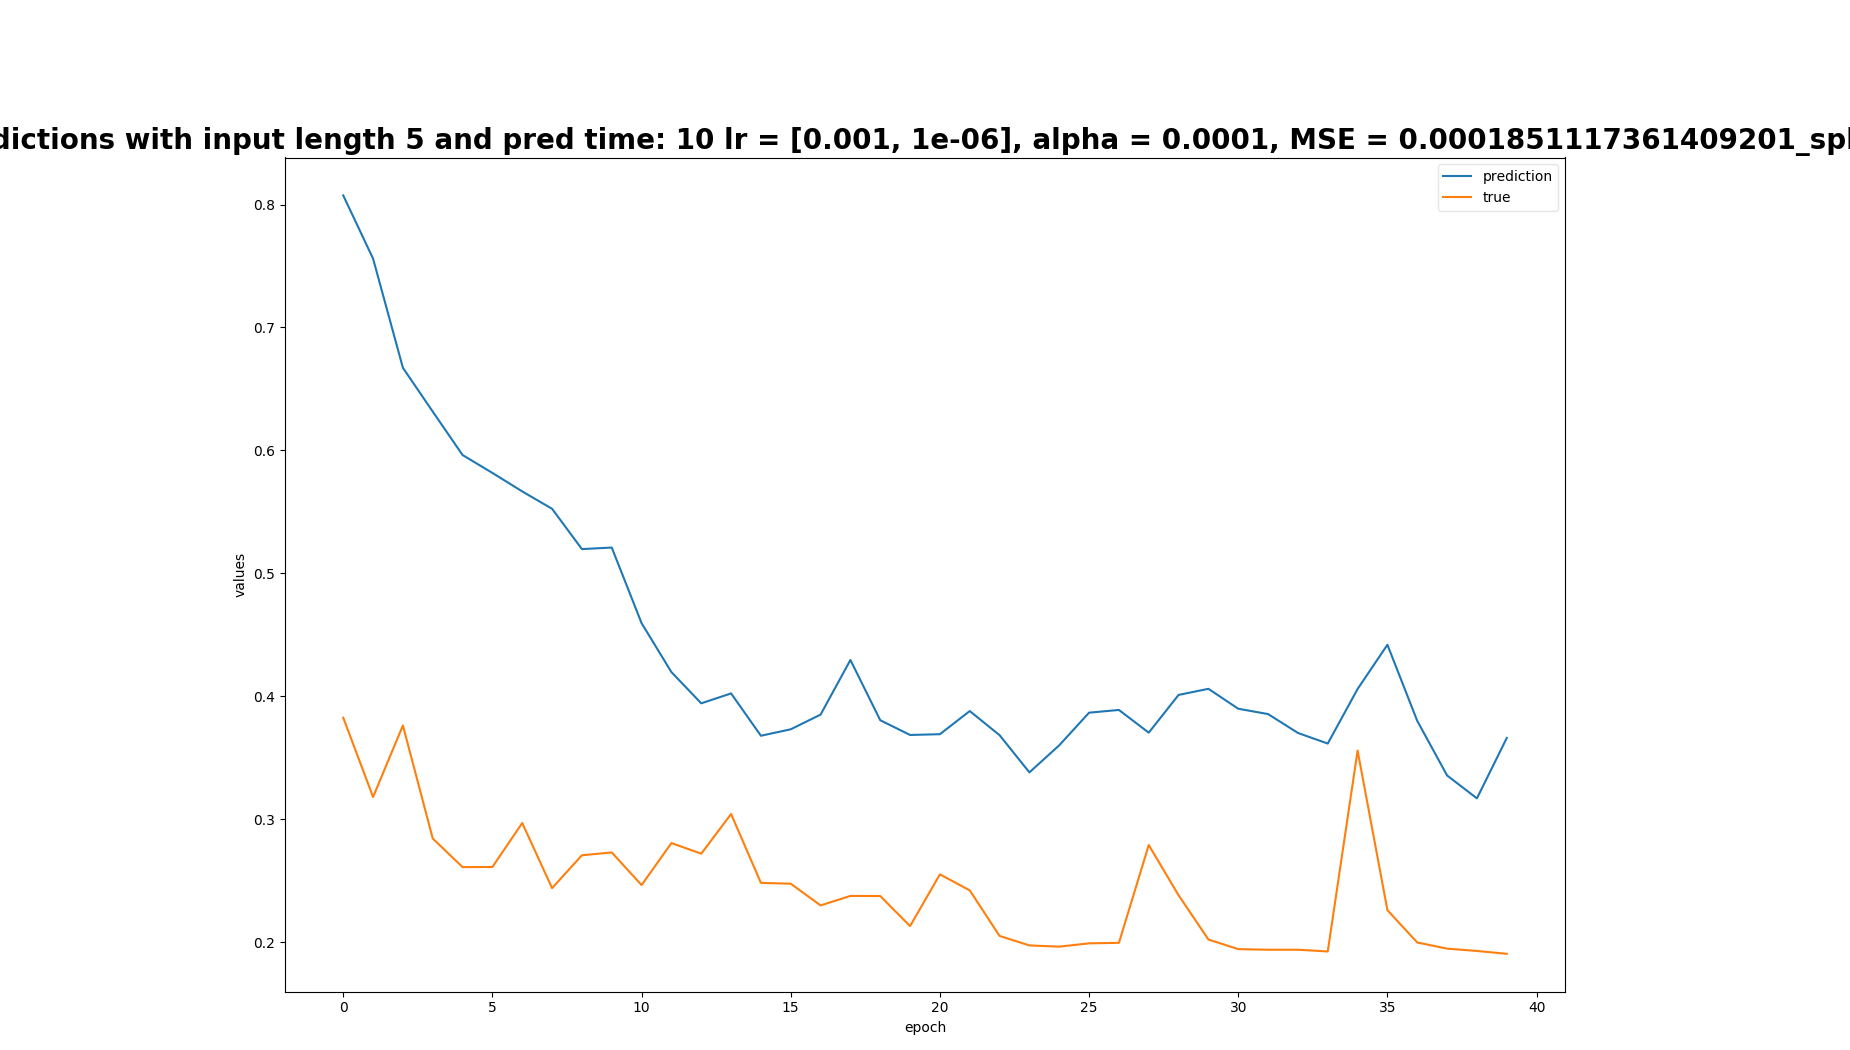 dictions with input length 5 and pred time: 10 lr = [0.001, 1e-06], alpha = 0.0001, MSE = 0.0001851117361409201_spl
prediction
true
0.8
0.7
0.6
0.5
0.4
0.3
0.2
values
0 5 10 15 20 25 30 35 40
epoch